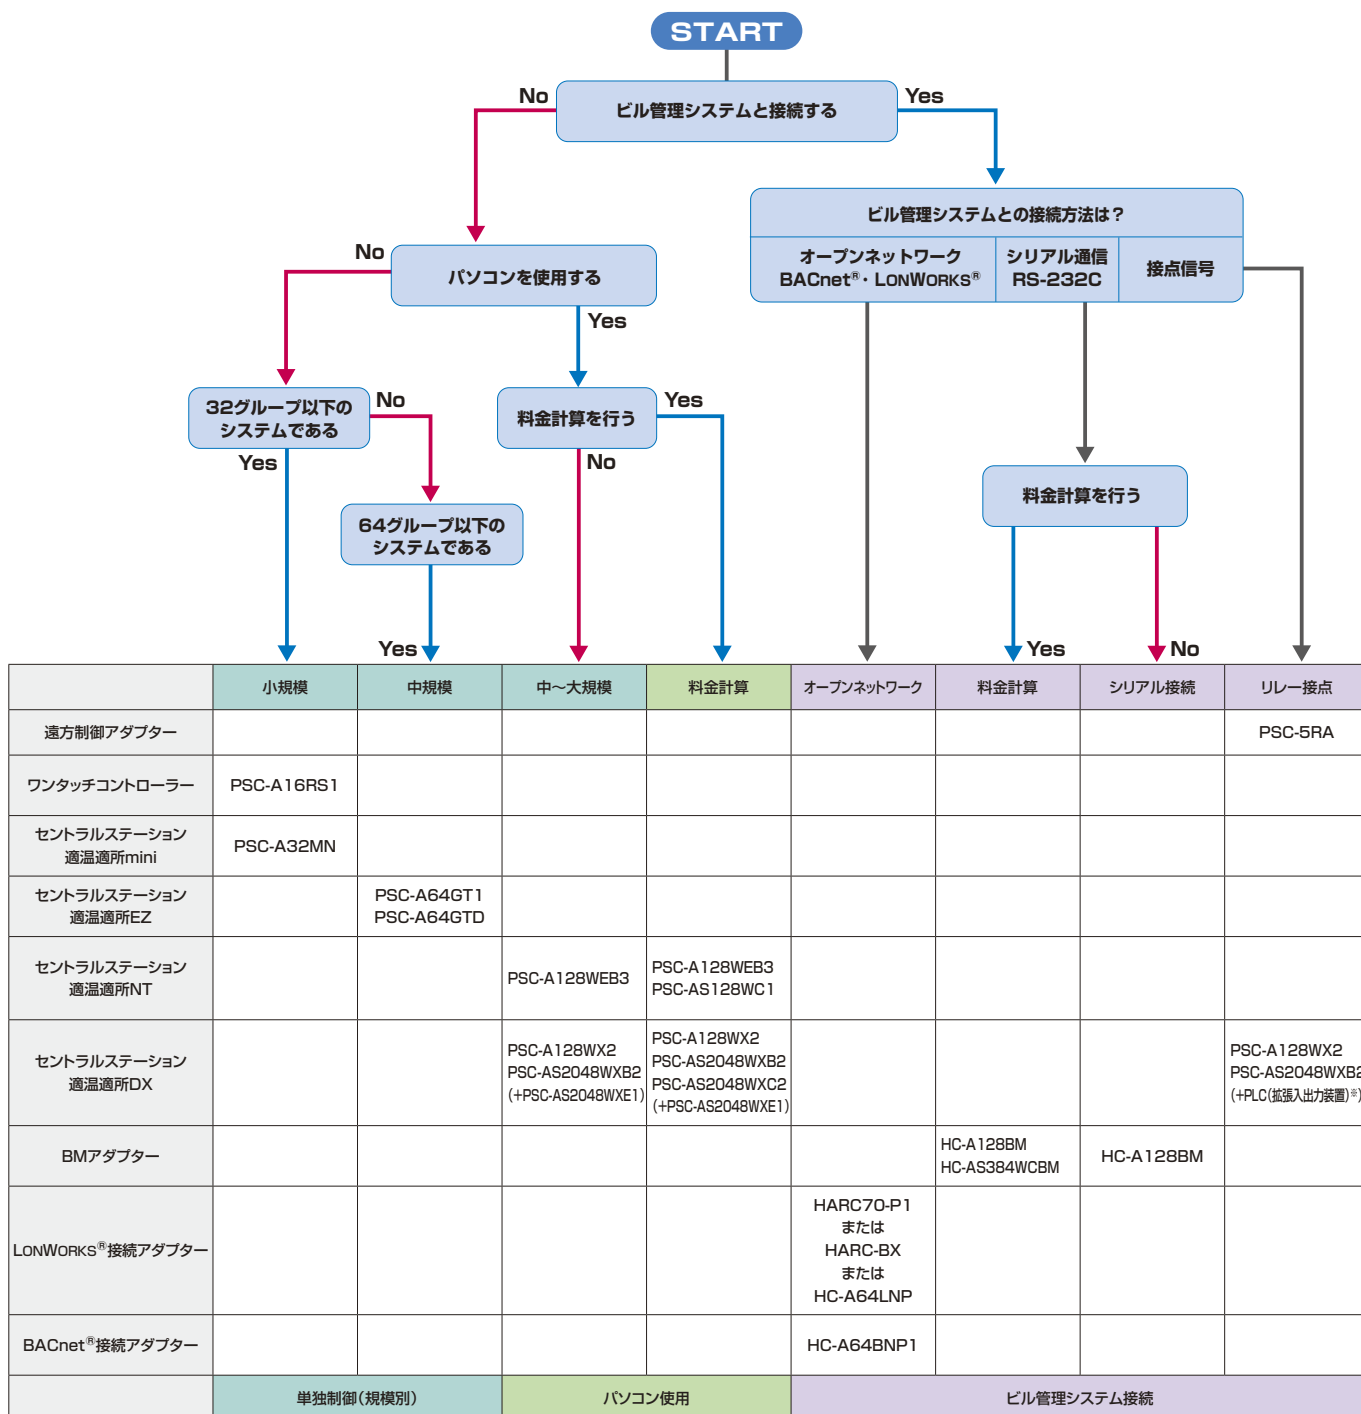 START
No
Yes
ビル管理システムと接続する
ビル管理システムとの接続方法は？
オープンネットワーク
BACnet®・LONWORKS®
シリアル通信
RS-232C
接点信号
No
パソコンを使用する
Yes
32グループ以下の
システムである
No
Yes
料金計算を行う
Yes
No
料金計算を行う
64グループ以下の
システムである
Yes
Yes
No
小規模
中規模
中〜大規模
料金計算
オープンネットワーク
料金計算
シリアル接続
リレー接点
遠方制御アダプター
PSC-5RA
ワンタッチコントローラー
PSC-A16RS1
セントラルステーション
適温適所mini
PSC-A32MN
セントラルステーション
適温適所EZ
PSC-A64GT1
PSC-A64GTD
セントラルステーション
適温適所NT
PSC-A128WEB3
PSC-A128WEB3
PSC-AS128WC1
セントラルステーション
適温適所DX
PSC-A128WX2
PSC-AS2048WXB2
(+PSC-AS2048WXE1)
PSC-A128WX2
PSC-AS2048WXB2
PSC-AS2048WXC2
(+PSC-AS2048WXE1)
PSC-A128WX2
PSC-AS2048WXB2
(+PLC(拡張入出力装置)※)
BMアダプター
HC-A128BM
HC-AS384WCBM
HC-A128BM
LONWORKS®接続アダプター
HARC70-P1
または
HARC-BX
または
HC-A64LNP
BACnet®接続アダプター
HC-A64BNP1
単独制御(規模別)
パソコン使用
ビル管理システム接続